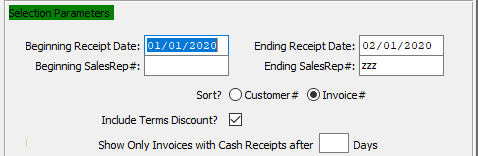 Selection Parameters
Beginning Receipt Date: 01/01/2020 Ending Receipt Date: 02/01/2020
Beginning SalesRep#: Ending SalesRep#: zzz
Sort? Customer# Invoice#
Include Terms Discount?
Show Only Invoices with Cash Receipts after Days